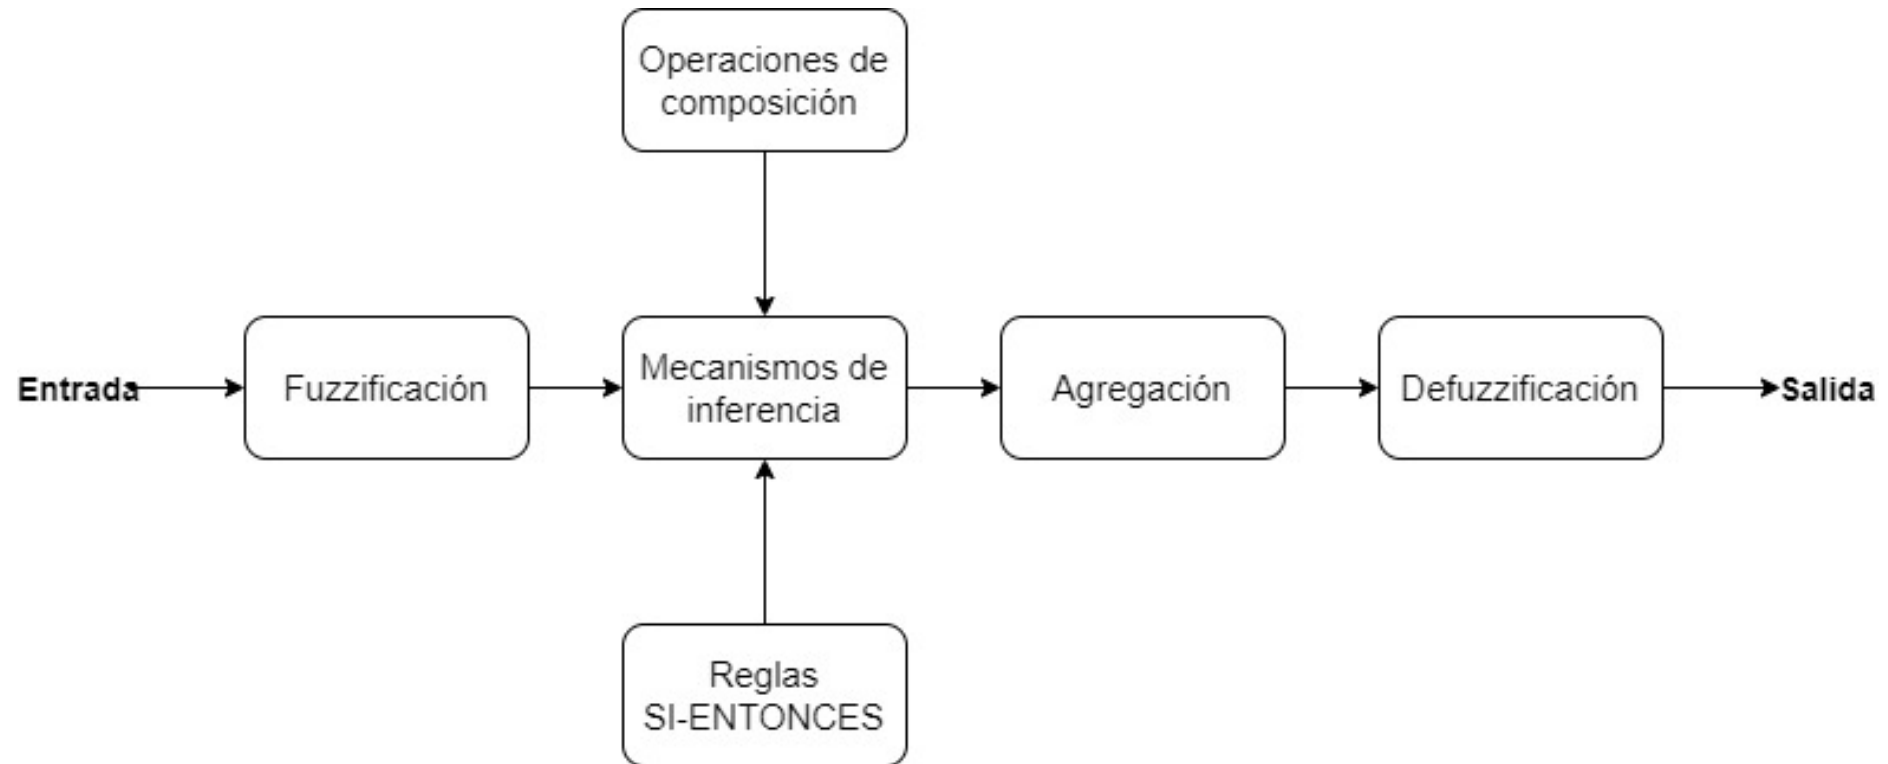 Operaciones de
composición
Entrada
Fuzzificación
Mecanismos de
inferencia
Agregación
Defuzzificación
Salida
Reglas
SI-ENTONCES